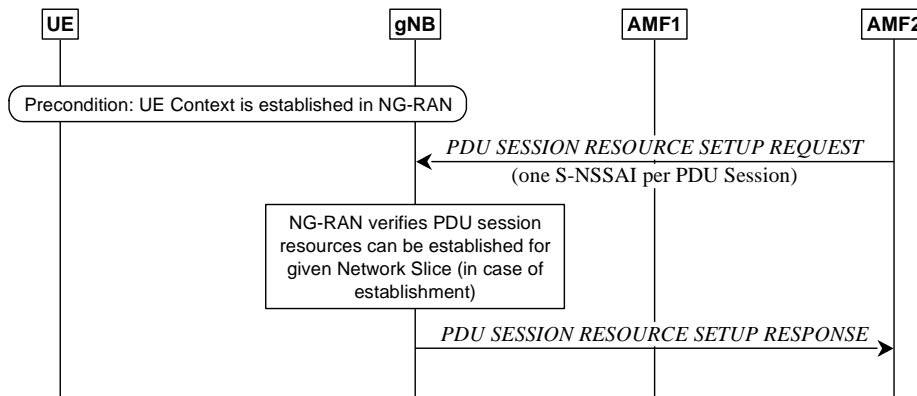 UE
gNB
AMF1
AMF2
Precondition: UE Context is established in NG-RAN
PDU SESSION RESOURCE SETUP REQUEST
(one S-NSSAI per PDU Session)
NG-RAN verifies PDU session
resources can be established for
given Network Slice (in case of
establishment)
PDU SESSION RESOURCE SETUP RESPONSE